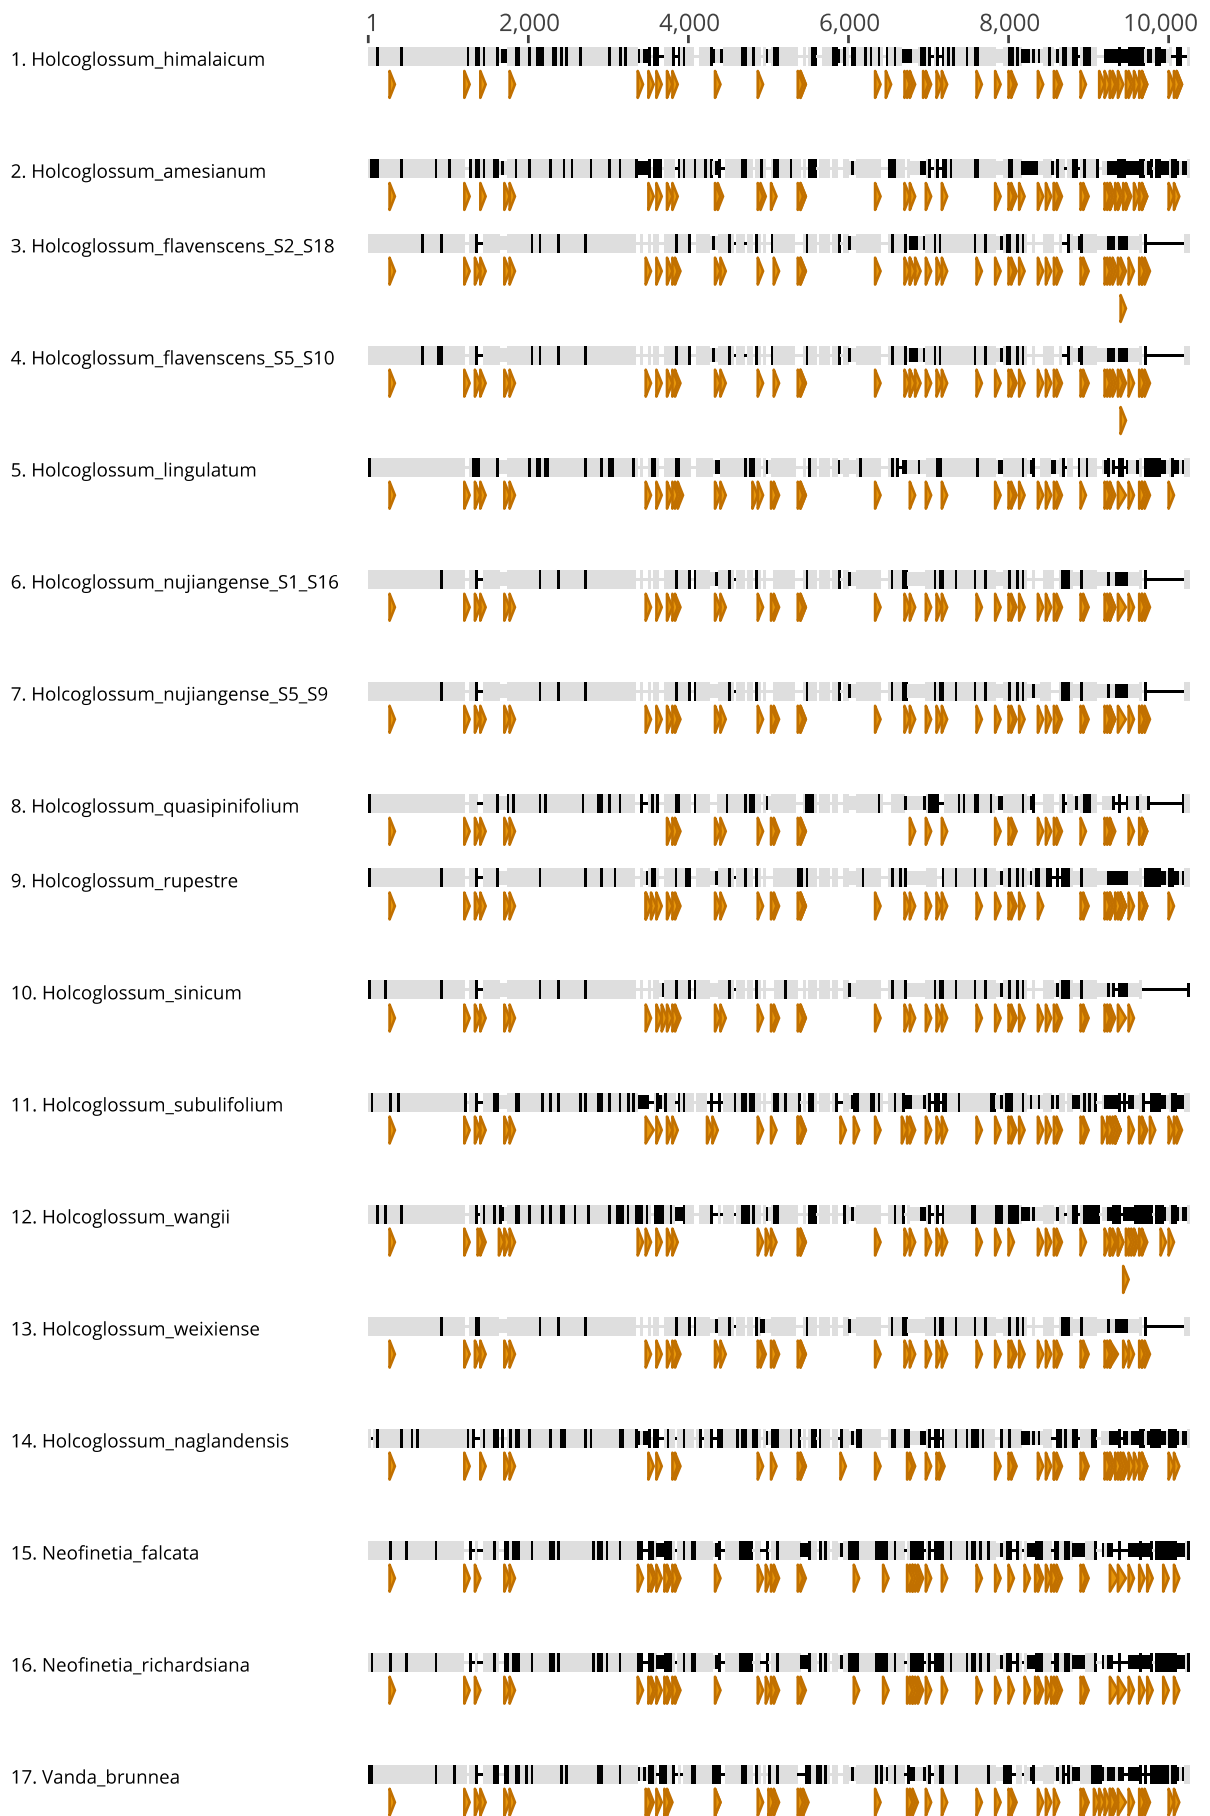 1 2,000 4,000 6,000 8,000 10,000
1. Holcoglossum_himalaicum
2. Holcoglossum_amesianum
3. Holcoglossum_flavenscens_S2_S18
4. Holcoglossum_flavenscens_S5_S10
5. Holcoglossum_lingulatum
6. Holcoglossum_nujiangense_S1_S16
7. Holcoglossum_nujiangense_S5_S9
8. Holcoglossum_quasipinifolium
9. Holcoglossum_rupestre
10. Holcoglossum_sinicum
11. Holcoglossum_subulifolium
12. Holcoglossum_wangii
13. Holcoglossum_weixiense
14. Holcoglossum_naglandensis
15. Neofinetia_falcata
16. Neofinetia_richardsiana
17. Vanda_brunnea